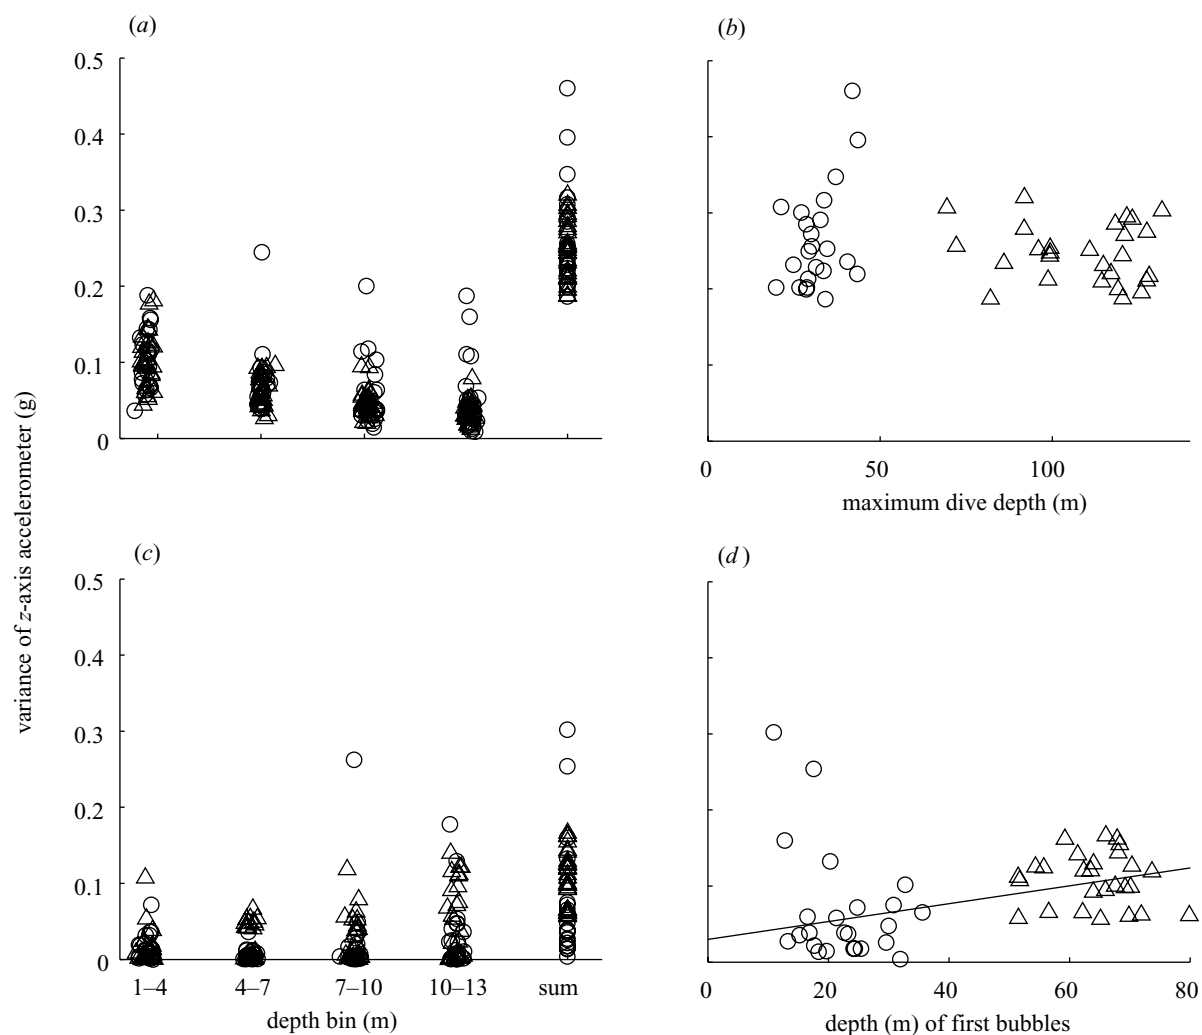 (a)
(b)
0.5
0.4
0.3
0.2
0.1
0
0 50 100
maximum dive depth (m)
variance of z-axis accelerometer (g)
(c)
(d )
0.5
0.4
0.3
0.2
0.1
0
1–4 4–7 7–10 10–13 sum
depth bin (m)
0 20 40 60 80
depth (m) of first bubbles